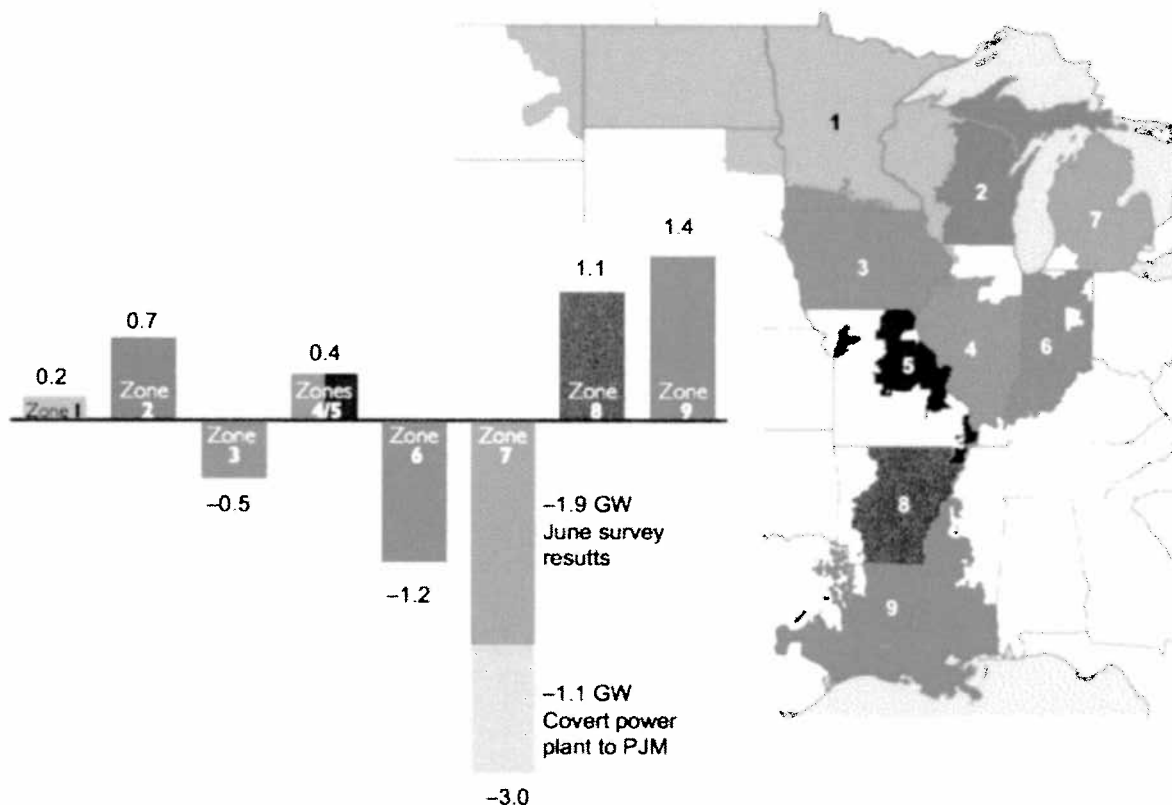 0.2
Zone 1
0.7
Zone
2
Zone
3
–0.5
0.4
Zones
4/5
Zone
6
–1.2
Zone
7
–1.9 GW
June survey
resutts
–1.1 GW
Covert power
plant to PJM
–3.0
1.1
Zone
8
1.4
Zone
9
1
2
3
4
5
6
7
8
9